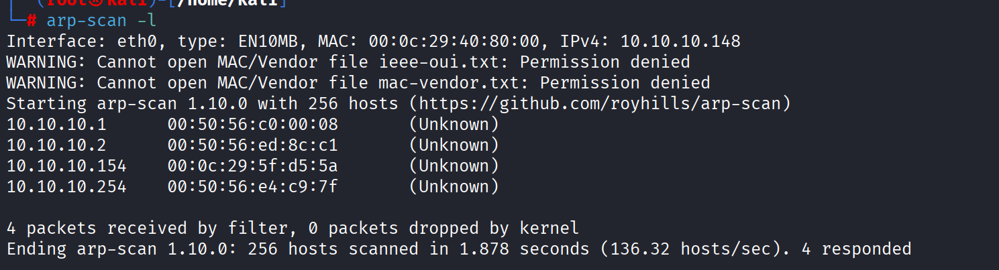 (root㉿kali)-[/home/kali]
└─# arp-scan -l
Interface: eth0, type: EN10MB, MAC: 00:0c:29:40:80:00, IPv4: 10.10.10.148
WARNING: Cannot open MAC/Vendor file ieee-oui.txt: Permission denied
WARNING: Cannot open MAC/Vendor file mac-vendor.txt: Permission denied
Starting arp-scan 1.10.0 with 256 hosts (https://github.com/royhills/arp-scan)
10.10.10.1 00:50:56:c0:00:08 (Unknown)
10.10.10.2 00:50:56:ed:8c:c1 (Unknown)
10.10.10.154 00:0c:29:5f:d5:5a (Unknown)
10.10.10.254 00:50:56:e4:c9:7f (Unknown)
4 packets received by filter, 0 packets dropped by kernel
Ending arp-scan 1.10.0: 256 hosts scanned in 1.878 seconds (136.32 hosts/sec). 4 responded